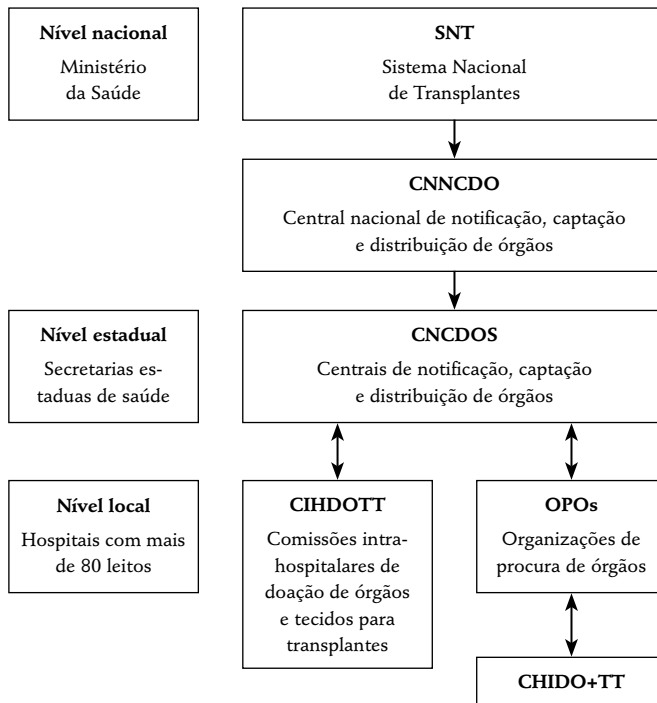 Nível nacional
Ministério
da Saúde
SNT
Sistema Nacional
de Transplantes
CNNCDO
Central nacional de notificação, captação
e distribuição de órgãos
Nível estadual
Secretarias es-
taduas de saúde
CNCDOS
Centrais de notificação, captação
e distribuição de órgãos
Nível local
Hospitais com mais
de 80 leitos
CIHDOTT
Comissões intra-
hospitalares de
doação de órgãos
e tecidos para
transplantes
OPOs
Organizações de
procura de órgãos
CHIDO+TT